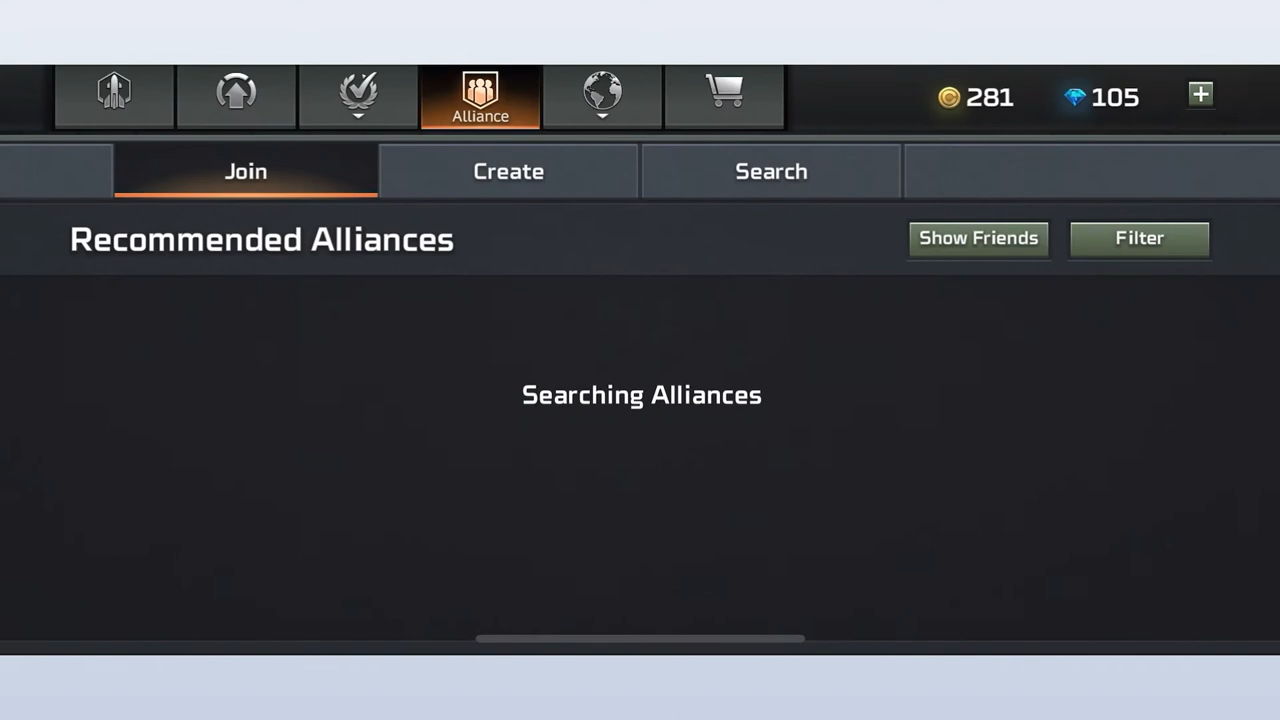 Alliance
281
105
Join
Create
Search
Recommended Alliances
Show Friends
Filter
Searching Alliances